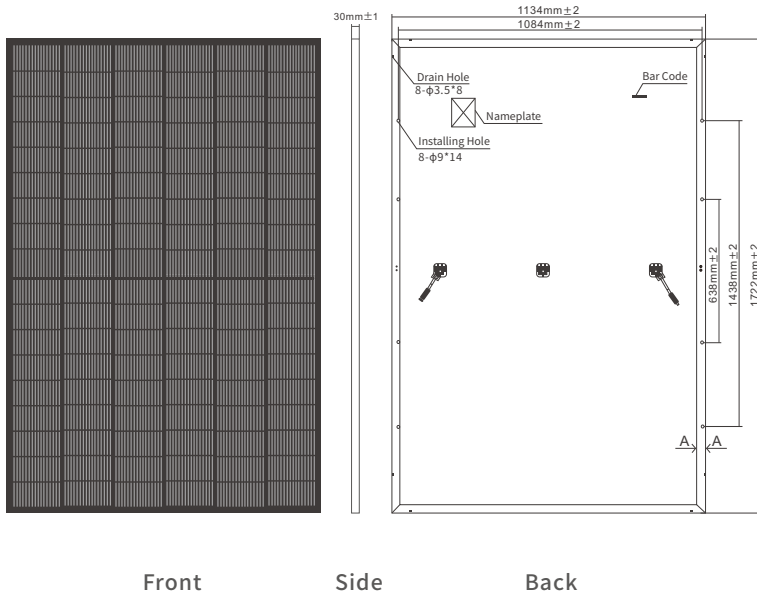 30mm±1
1134mm±2
1084mm±2
Drain Hole
8-φ3.5*8
Bar Code
Nameplate
Installing Hole
8-φ9*14
638mm±2
1438mm±2
1722mm±2
A A
Front Side Back